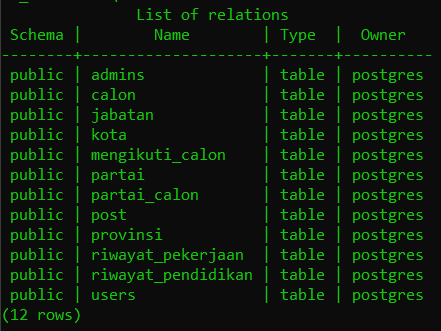 List of relations
Schema | Name | Type | Owner
--------+--------------------+-------+----------
public | admins | table | postgres
public | calon | table | postgres
public | jabatan | table | postgres
public | kota | table | postgres
public | mengikuti_calon | table | postgres
public | partai | table | postgres
public | partai_calon | table | postgres
public | post | table | postgres
public | provinsi | table | postgres
public | riwayat_pekerjaan | table | postgres
public | riwayat_pendidikan | table | postgres
public | users | table | postgres
(12 rows)